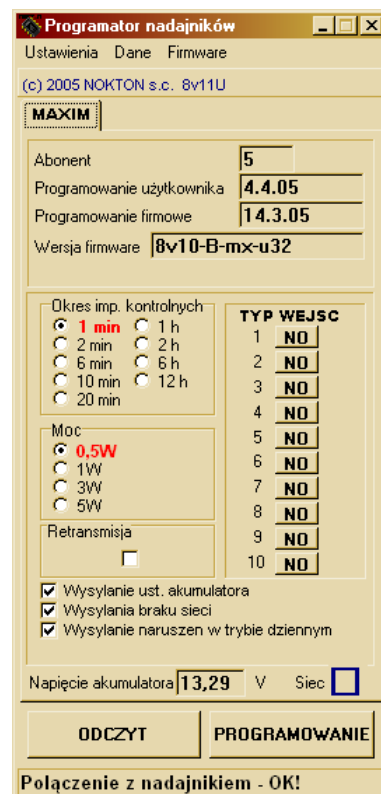 Programator nadajników
Ustawienia Dane Firmware
(c) 2005 NOKTON s.c. 8v11U
MAXIM
Abonent 5
Programowanie użytkownika 4.4.05
Programowanie firmowe 14.3.05
Wersja firmware 8v10-B-mx-u32
Okres imp. kontrolnych
1 min 1 h
2 min 2 h
6 min 6 h
10 min 12 h
20 min
Moc
0,5W
1W
3W
5W
Retransmisja
TYP WEJSC
1 NO
2 NO
3 NO
4 NO
5 NO
6 NO
7 NO
8 NO
9 NO
10 NO
Wysylanie ust. akumulatora
Wysylania braku sieci
Wysylanie naruszen w trybie dziennym
Napięcie akumulatora 13,29 V Siec
ODCZYT PROGRAMOWANIE
Polączenie z nadajnikiem - OK!